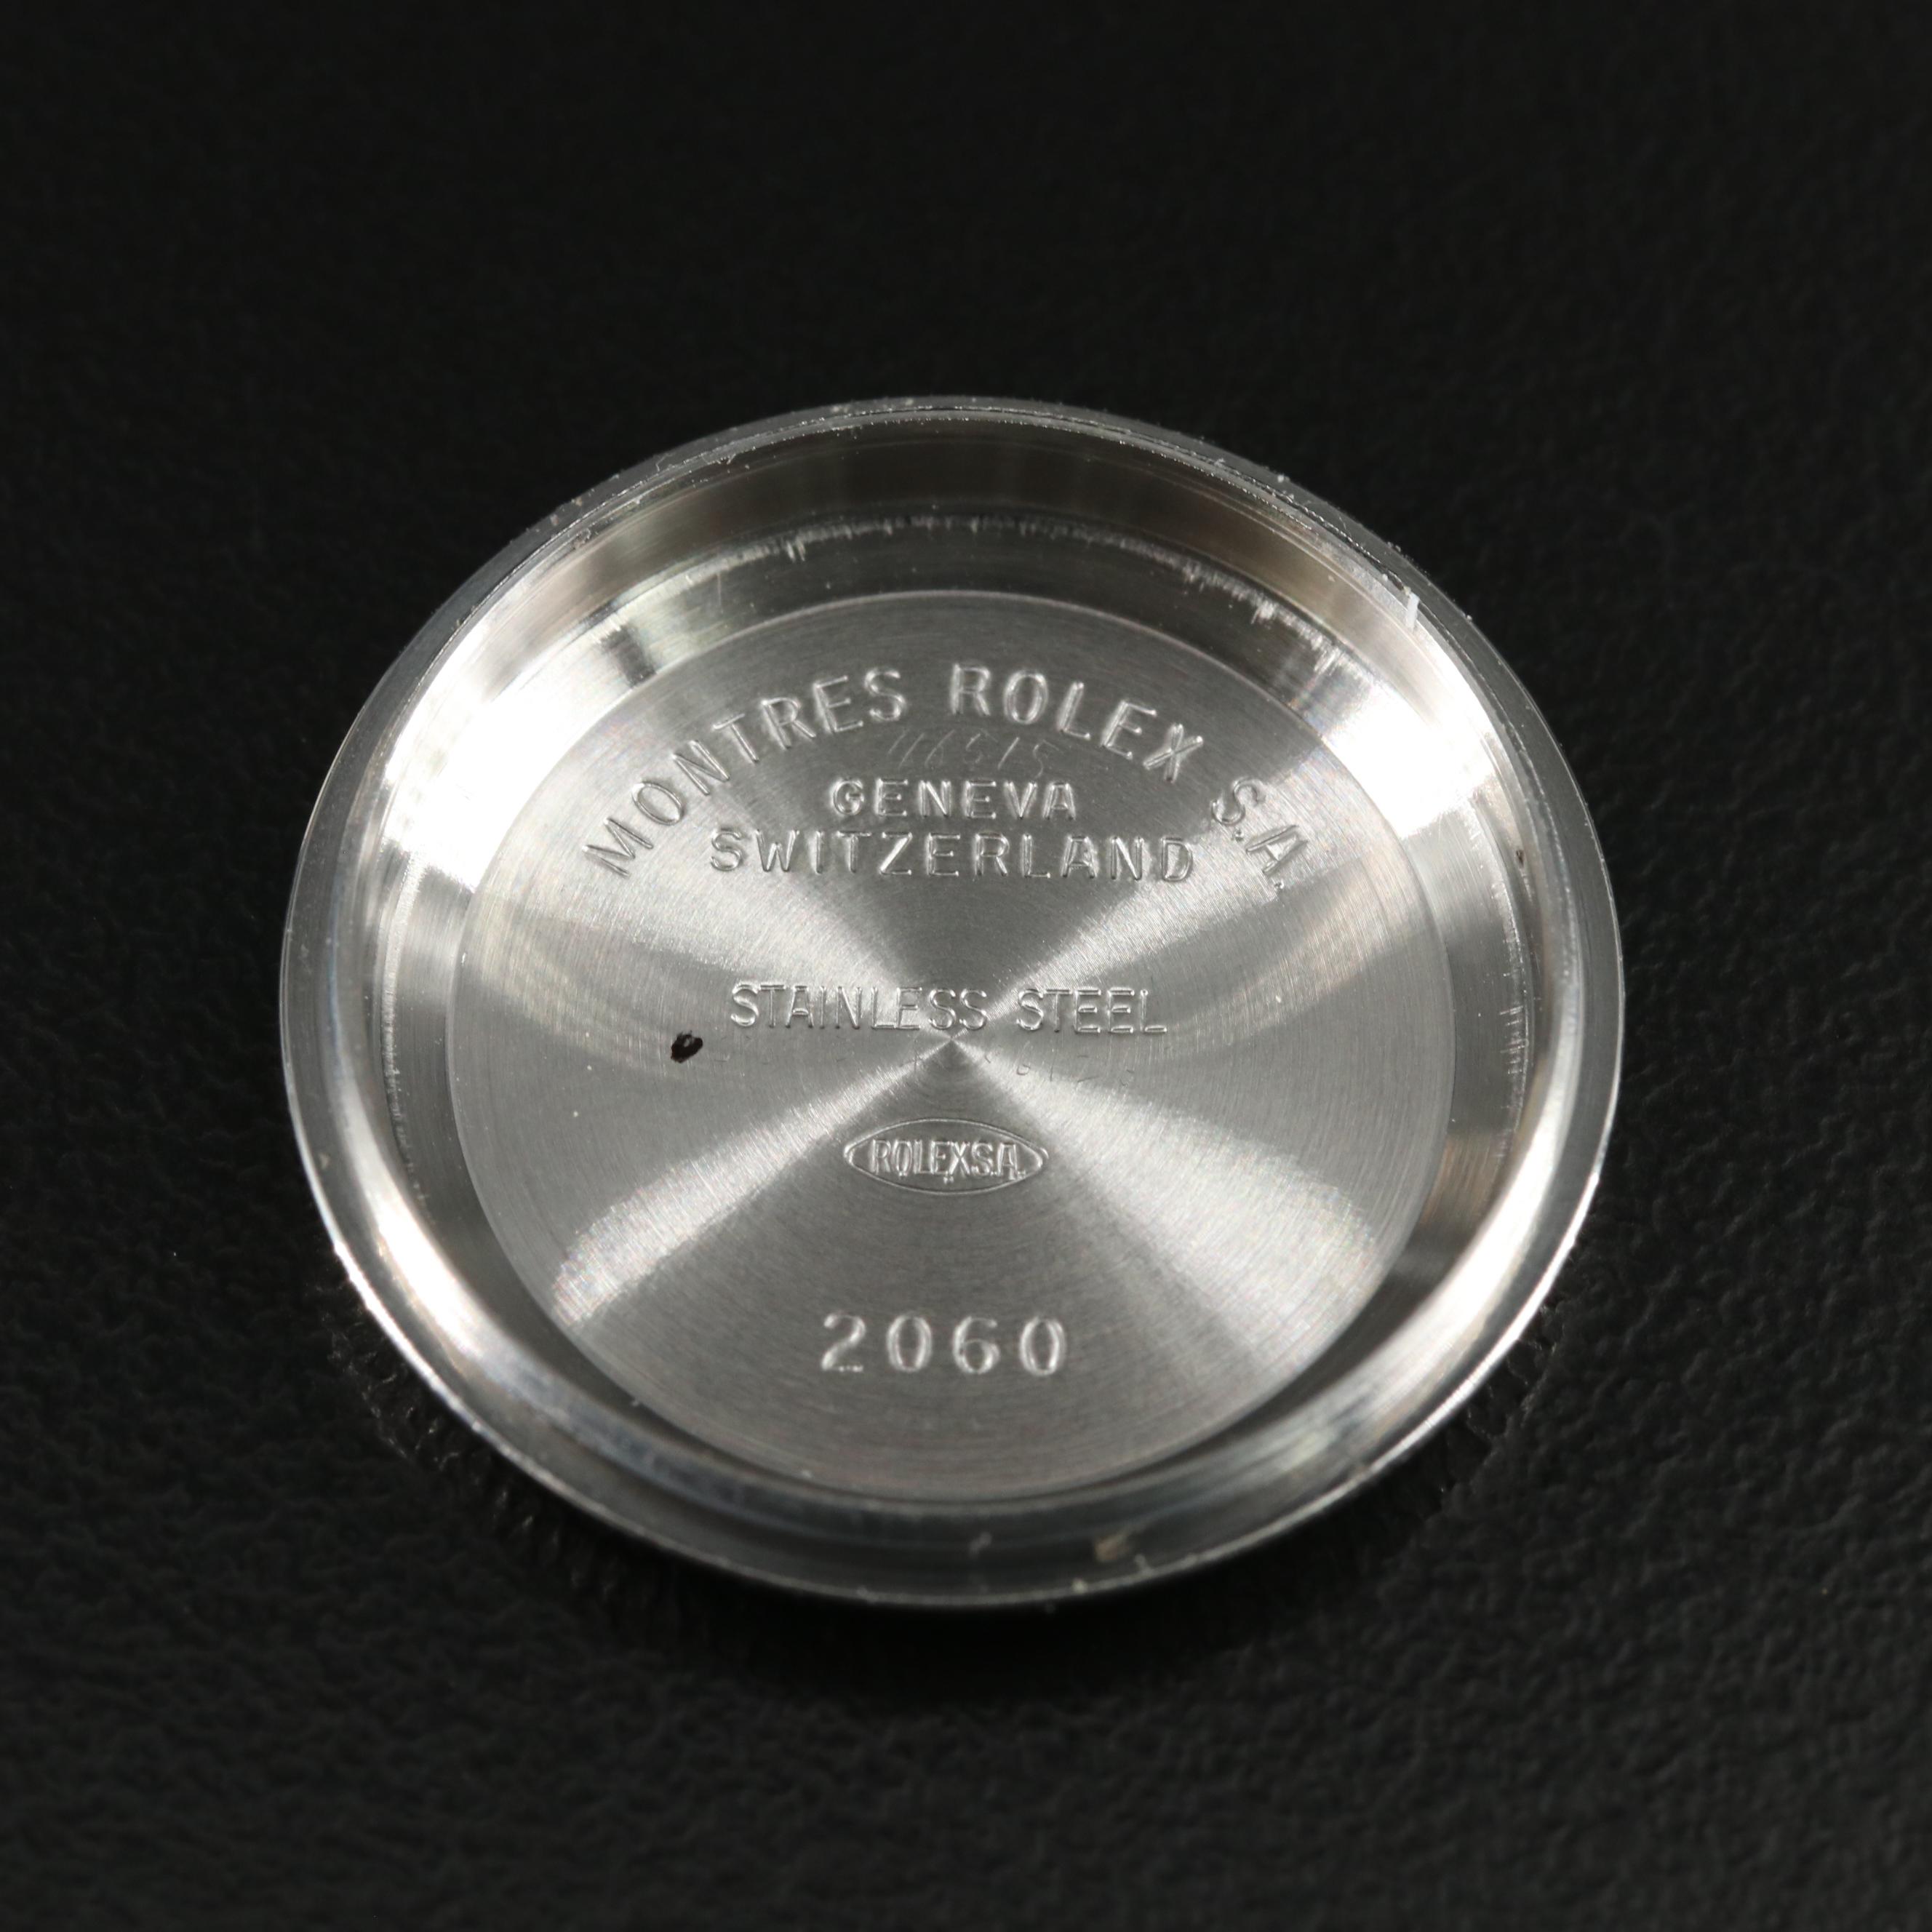 MONTRES ROLEX S.A.
GENEVA
SWITZERLAND
STAINLESS STEEL
ROLEX S.A.
2060